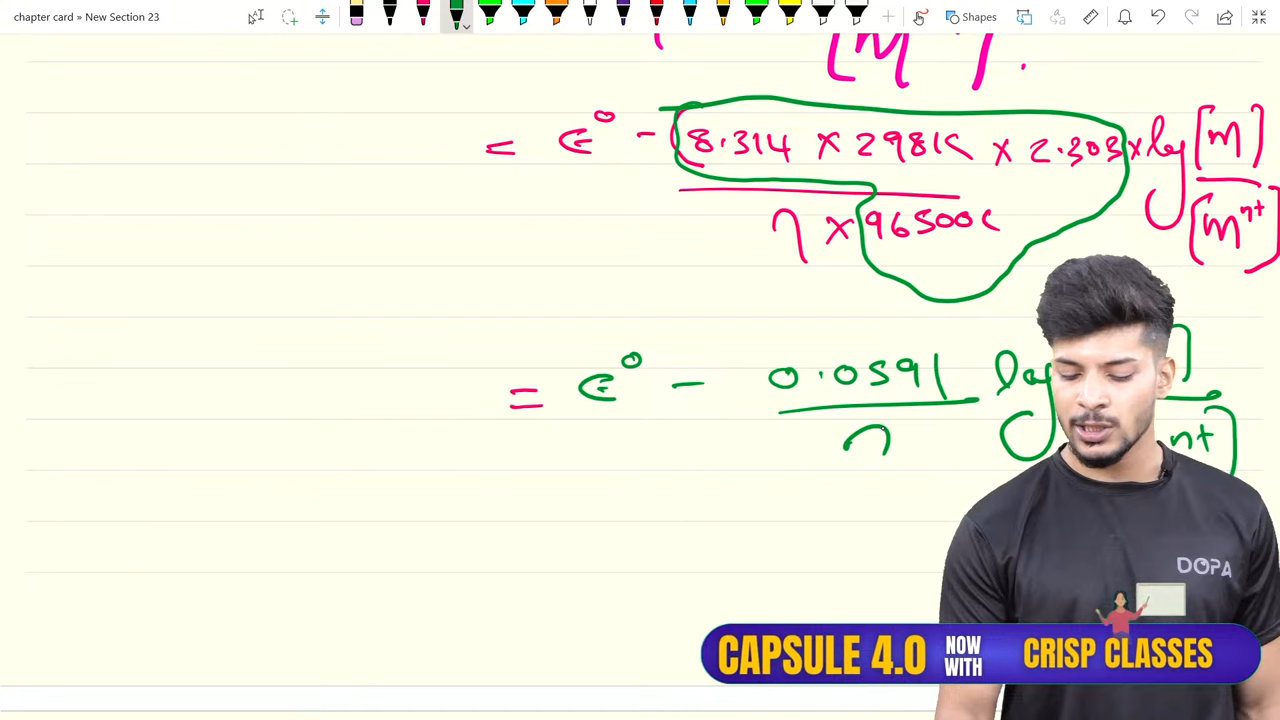 chapter card » New Section 23
Shapes
[M^n+]
= E° - (8.314 × 298K × 2.303 × log [M]
n × 96500C [M^n+]
= E° - 0.0591 log ]
n n+]
DOPA
CAPSULE 4.0 NOW WITH CRISP CLASSES